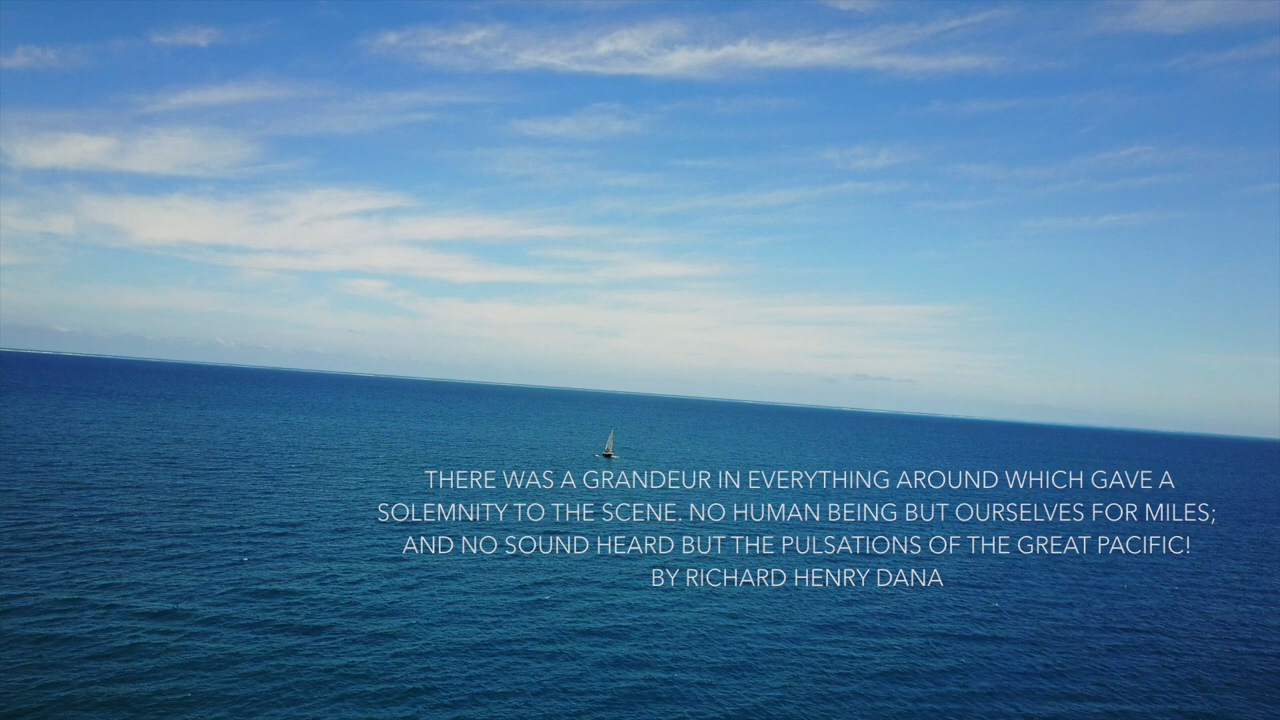 THERE WAS A GRANDEUR IN EVERYTHING AROUND WHICH GAVE A
SOLEMNITY TO THE SCENE. NO HUMAN BEING BUT OURSELVES FOR MILES;
AND NO SOUND HEARD BUT THE PULSATIONS OF THE GREAT PACIFIC!
BY RICHARD HENRY DANA